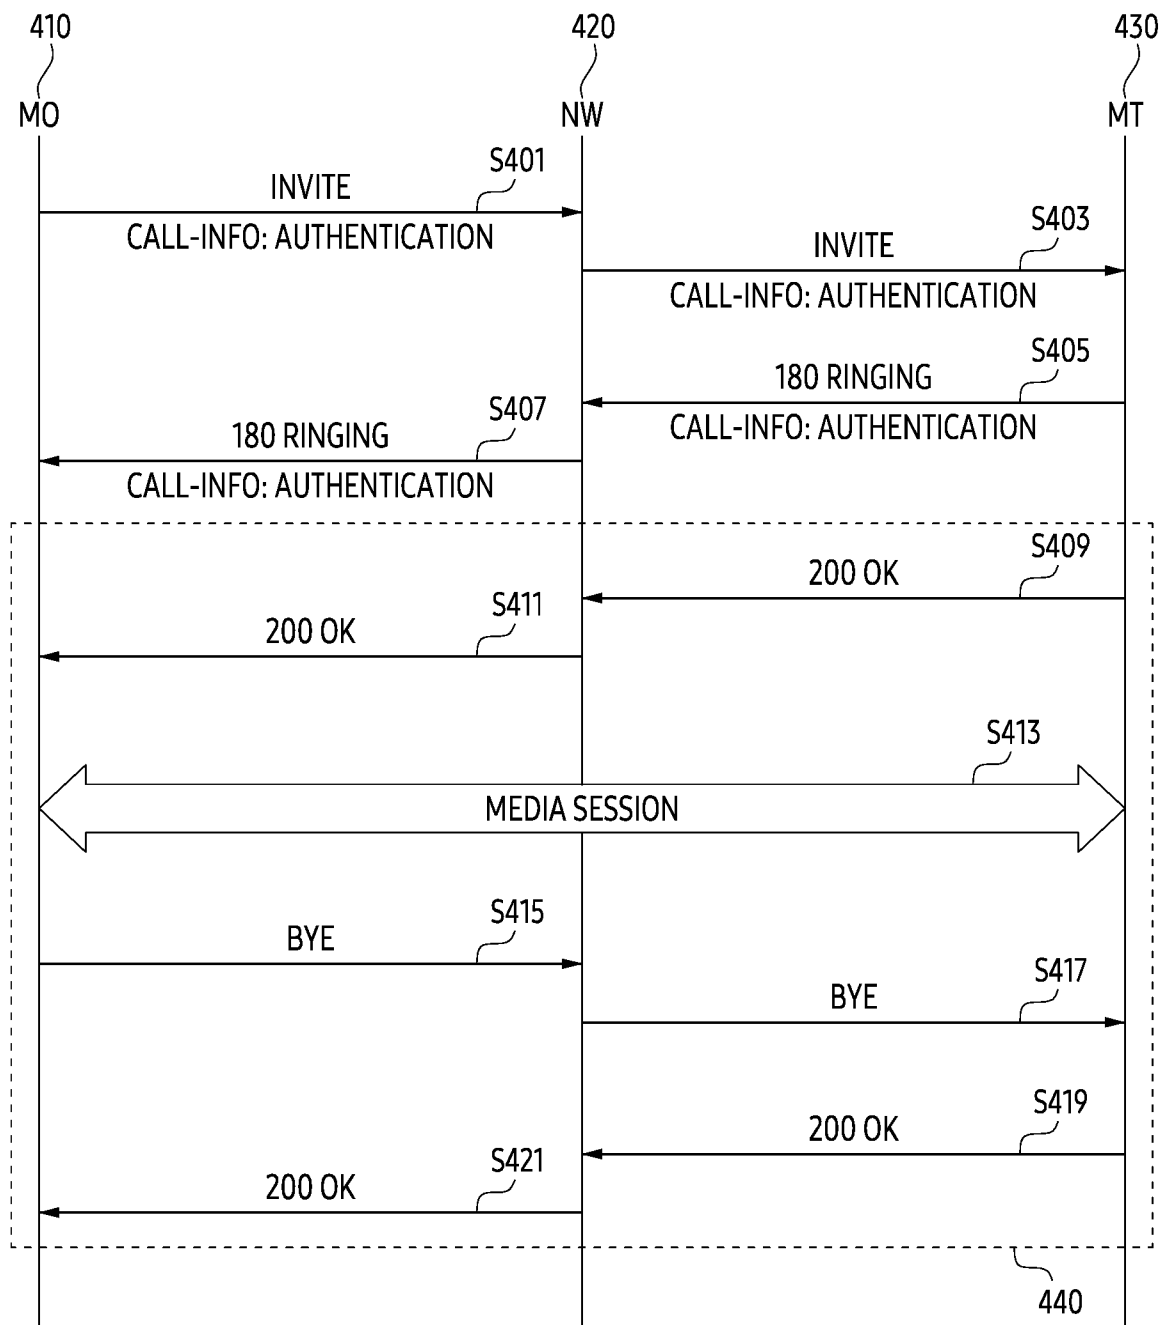 410
420
430
MO
NW
MT
S401
INVITE
CALL-INFO: AUTHENTICATION
S403
INVITE
CALL-INFO: AUTHENTICATION
S405
180 RINGING
CALL-INFO: AUTHENTICATION
S407
180 RINGING
CALL-INFO: AUTHENTICATION
S409
200 OK
S411
200 OK
S413
MEDIA SESSION
S415
BYE
S417
BYE
S419
200 OK
S421
200 OK
440